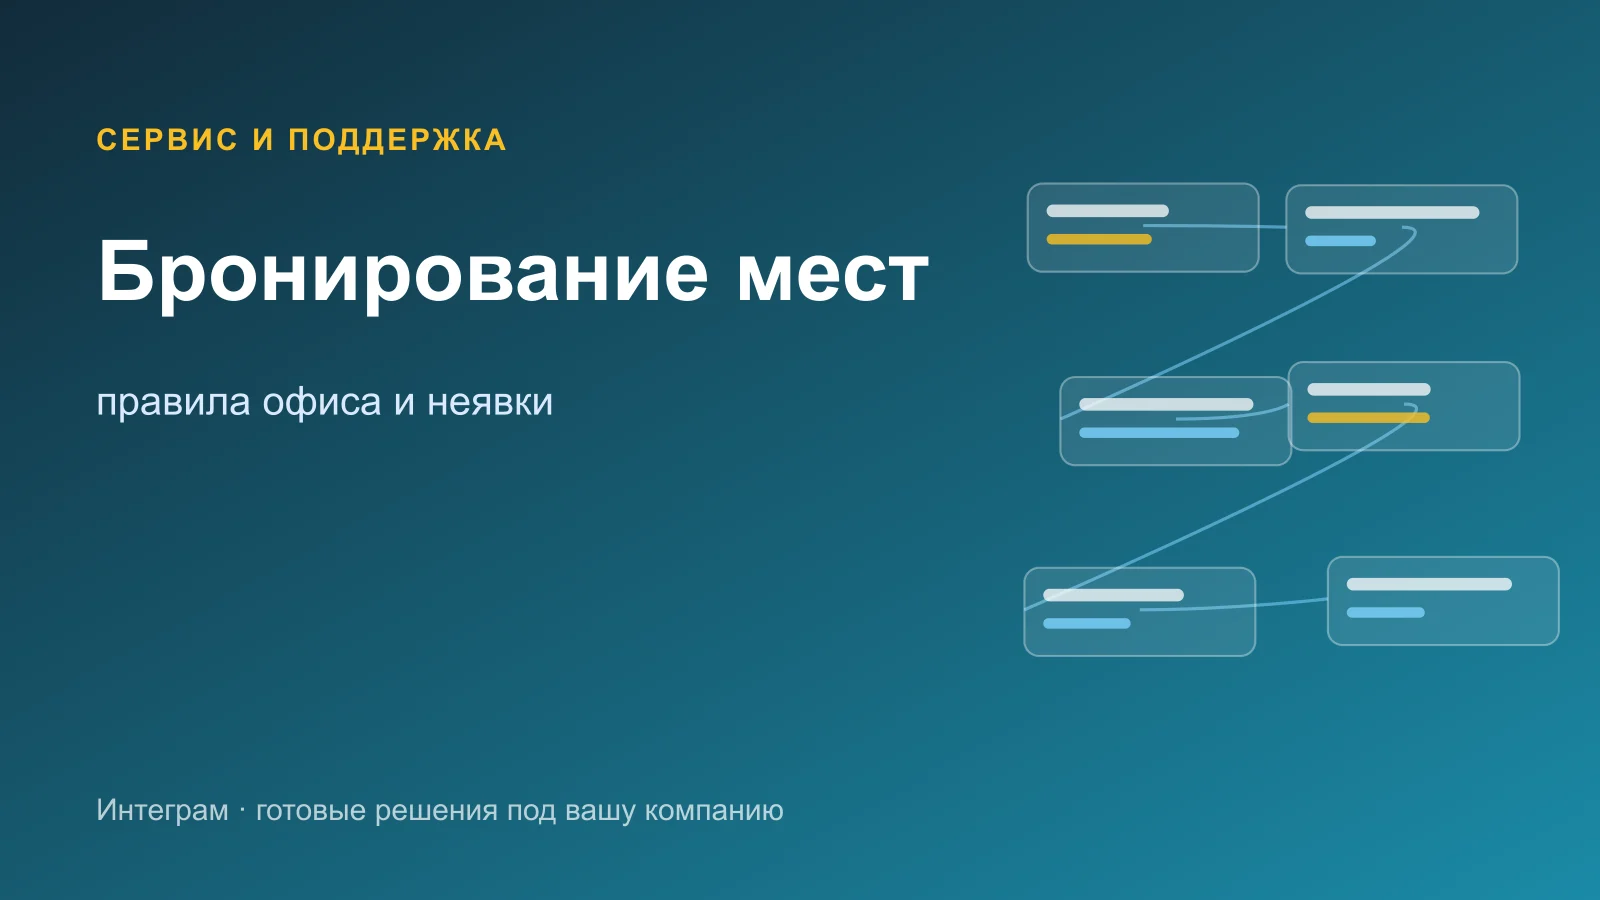 СЕРВИС И ПОДДЕРЖКА
Бронирование мест
правила офиса и неявки
Интеграм · готовые решения под вашу компанию